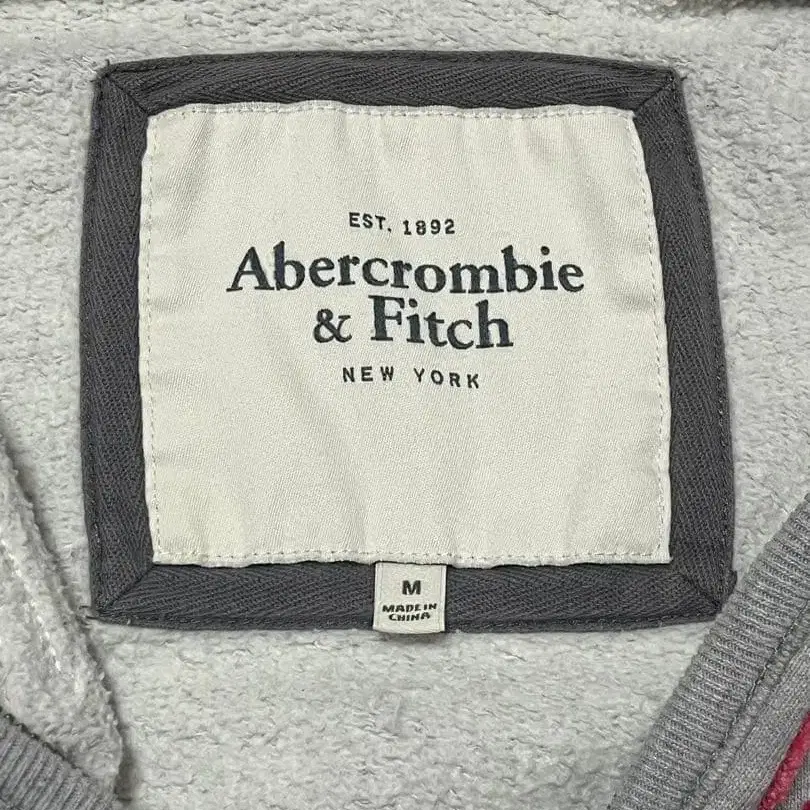 EST. 1892
Abercrombie
& Fitch
NEW YORK
M
MADE IN
CHINA